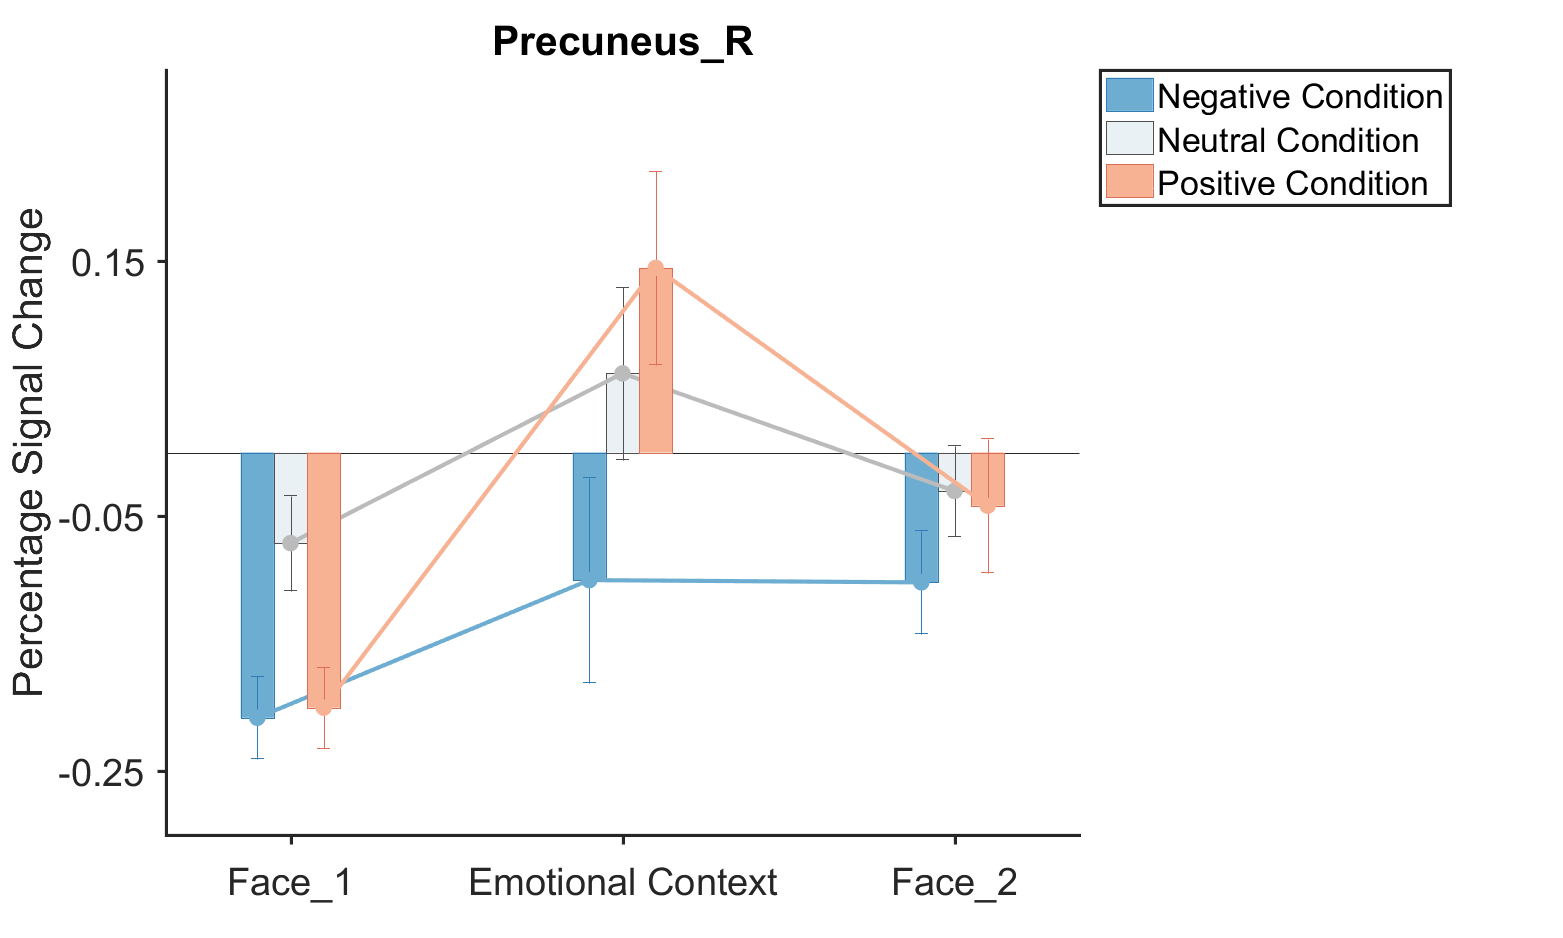 Precuneus_R
Negative Condition
Neutral Condition
Positive Condition
Percentage Signal Change
0.15
-0.05
-0.25
Face_1
Emotional Context
Face_2